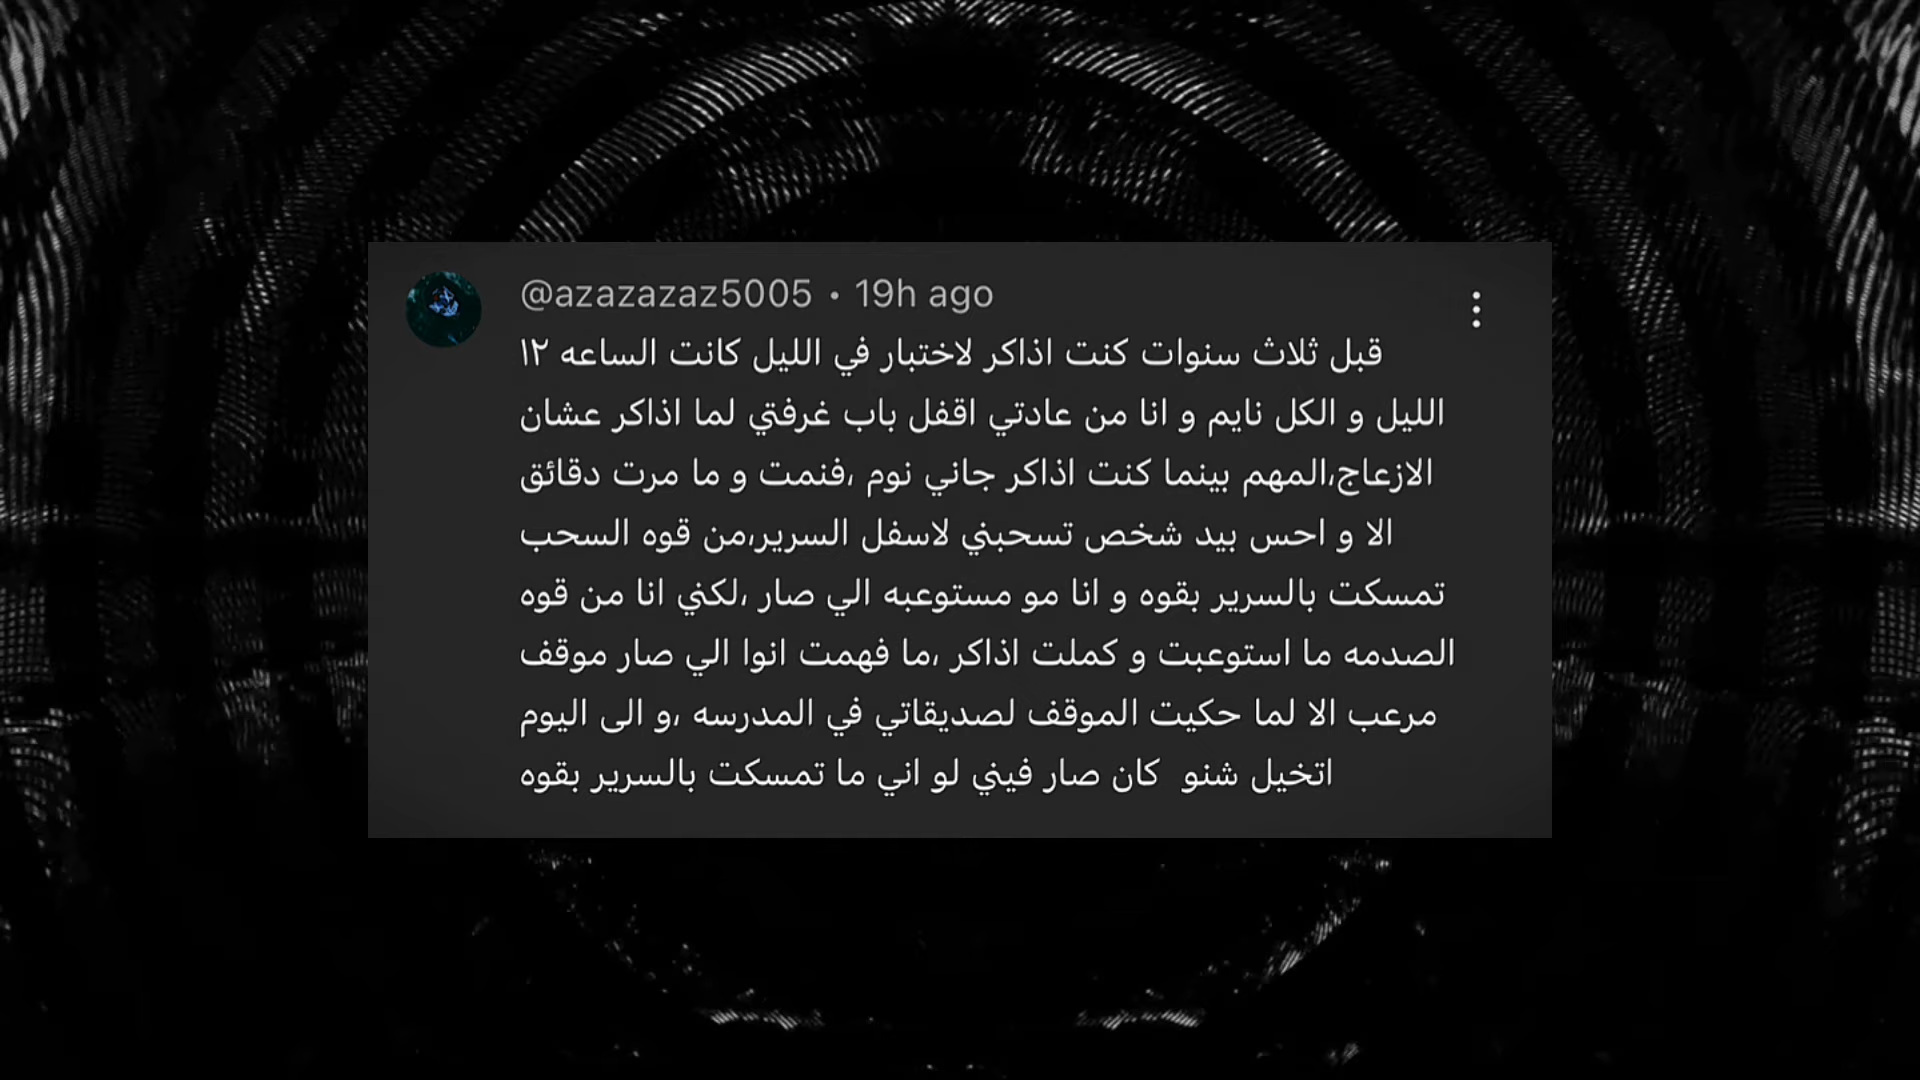 @azazazaz5005 • 19h ago
قبل ثلاث سنوات كنت اذاكر لاختبار في الليل كانت الساعه ١٢
الليل و الكل نايم و انا من عادتي اقفل باب غرفتي لما اذاكر عشان
الازعاج،المهم بينما كنت اذاكر جاني نوم ،فنمت و ما مرت دقائق
الا و احس بيد شخص تسحبني لاسفل السرير،من قوه السحب
تمسكت بالسرير بقوه و انا مو مستوعبه الي صار ،لكني انا من قوه
الصدمه ما استوعبت و كملت اذاكر ،ما فهمت انوا الي صار موقف
مرعب الا لما حكيت الموقف لصديقاتي في المدرسه ،و الى اليوم
اتخيل شنو  كان صار فيني لو اني ما تمسكت بالسرير بقوه